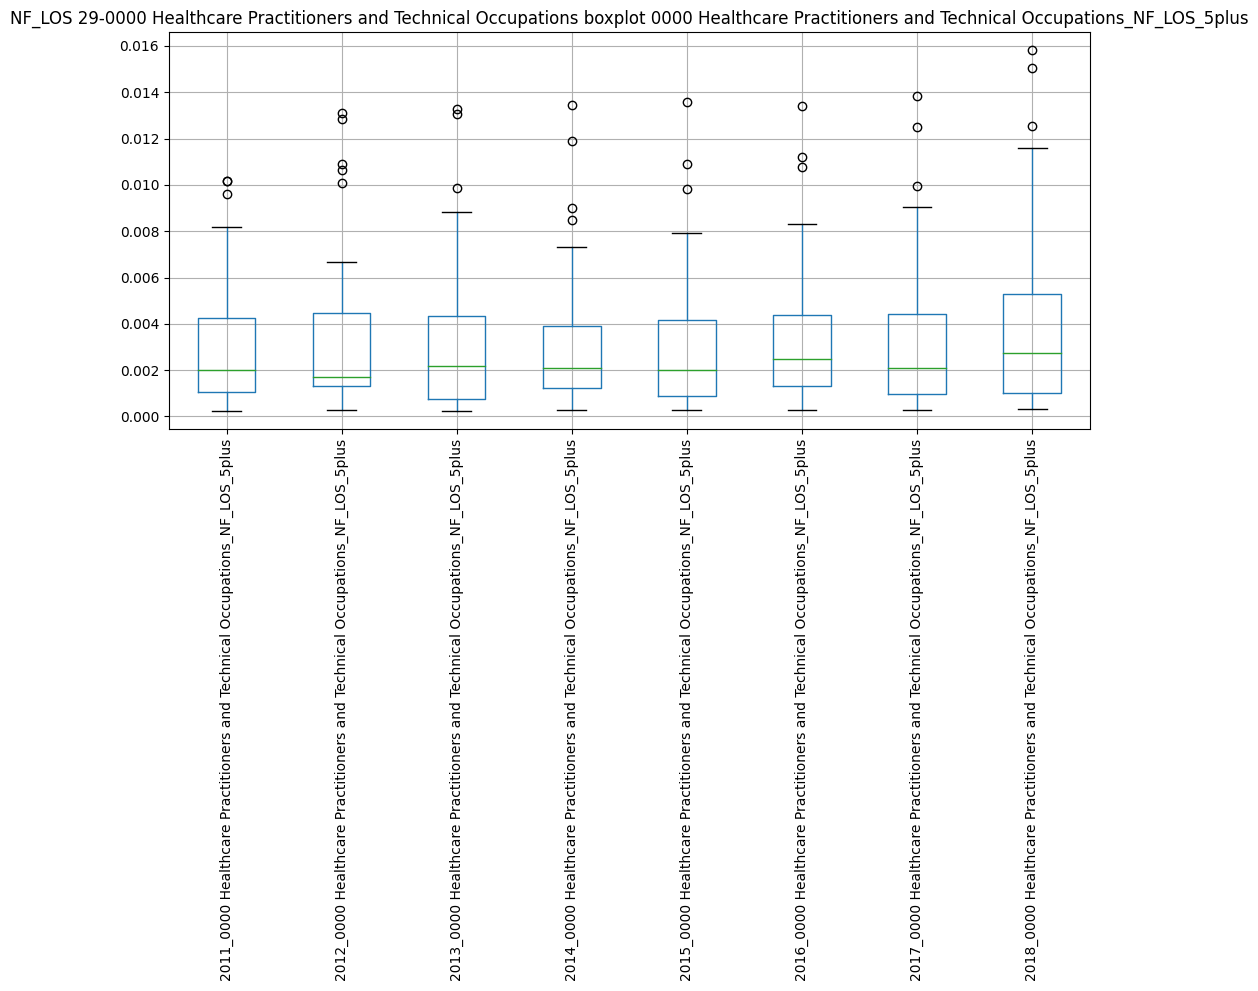 NF_LOS 29-0000 Healthcare Practitioners and Technical Occupations boxplot 0000 Healthcare Practitioners and Technical Occupations_NF_LOS_5plus
0.016
0.014
0.012
0.010
0.008
0.006
0.004
0.002
0.000
2011_0000 Healthcare Practitioners and Technical Occupations_NF_LOS_5plus
2012_0000 Healthcare Practitioners and Technical Occupations_NF_LOS_5plus
2013_0000 Healthcare Practitioners and Technical Occupations_NF_LOS_5plus
2014_0000 Healthcare Practitioners and Technical Occupations_NF_LOS_5plus
2015_0000 Healthcare Practitioners and Technical Occupations_NF_LOS_5plus
2016_0000 Healthcare Practitioners and Technical Occupations_NF_LOS_5plus
2017_0000 Healthcare Practitioners and Technical Occupations_NF_LOS_5plus
2018_0000 Healthcare Practitioners and Technical Occupations_NF_LOS_5plus